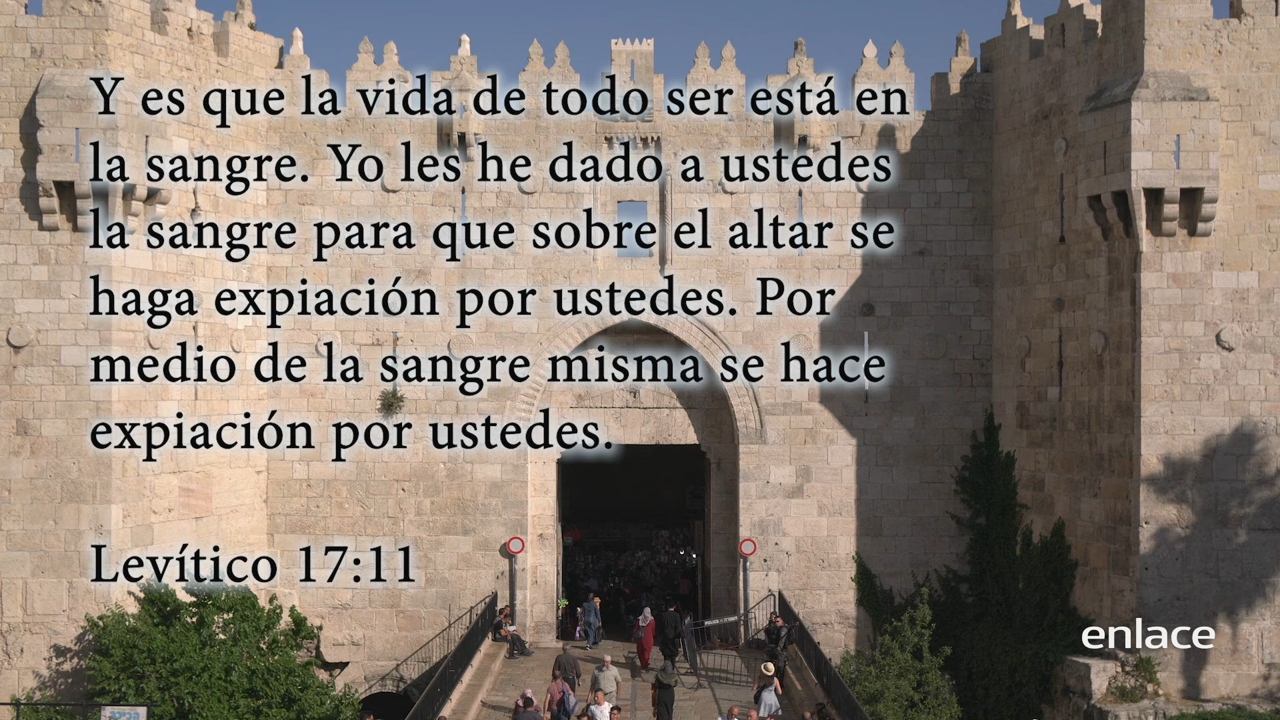 Y es que la vida de todo ser está en
la sangre. Yo les he dado a ustedes
la sangre para que sobre el altar se
haga expiación por ustedes. Por
medio de la sangre misma se hace
expiación por ustedes.
Levítico 17:11
enlace